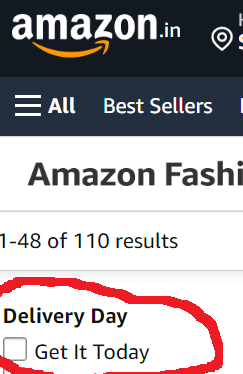 amazon.in
All Best Sellers
Amazon Fashi
1-48 of 110 results
Delivery Day
Get It Today